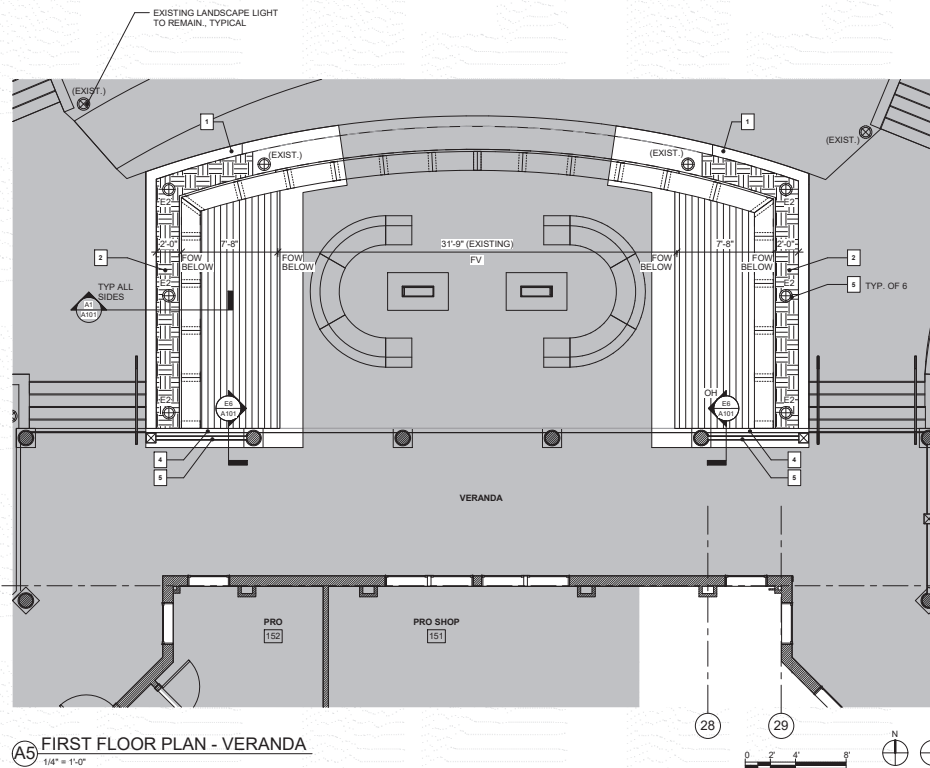 EXISTING LANDSCAPE LIGHT
TO REMAIN., TYPICAL
(EXIST.)
1
1
(EXIST.)
(EXIST.)
(EXIST.)
E2
E2
2'-0"
7'-8"
31'-9" (EXISTING)
7'-8"
2'-0"
2
FOW
BELOW
FOW
BELOW
FV
FOW
BELOW
FOW
BELOW
2
E2
E2
5 TYP. OF 6
TYP ALL
SIDES
A1
A101
E2
E2
OH
E6
A101
E6
A101
4
4
5
5
VERANDA
PRO
152
PRO SHOP
151
28
29
A5 FIRST FLOOR PLAN - VERANDA
1/4" = 1'-0"
0 2' 4' 8'
N